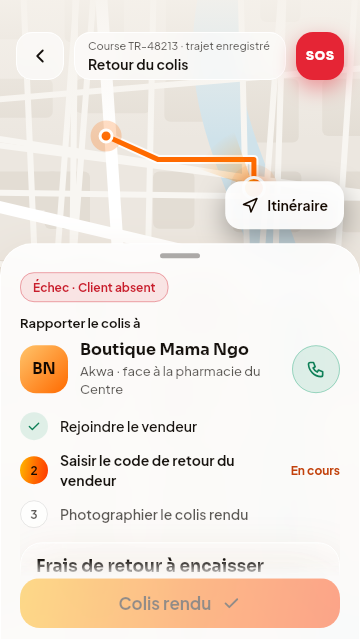 Course TR-48213 · trajet enregistré
Retour du colis
SOS
Itinéraire
Échec · Client absent
Rapporter le colis à
BN
Boutique Mama Ngo
Akwa · face à la pharmacie du
Centre
Rejoindre le vendeur
2
Saisir le code de retour du
vendeur
En cours
3
Photographier le colis rendu
Frais de retour à encaisser
Colis rendu